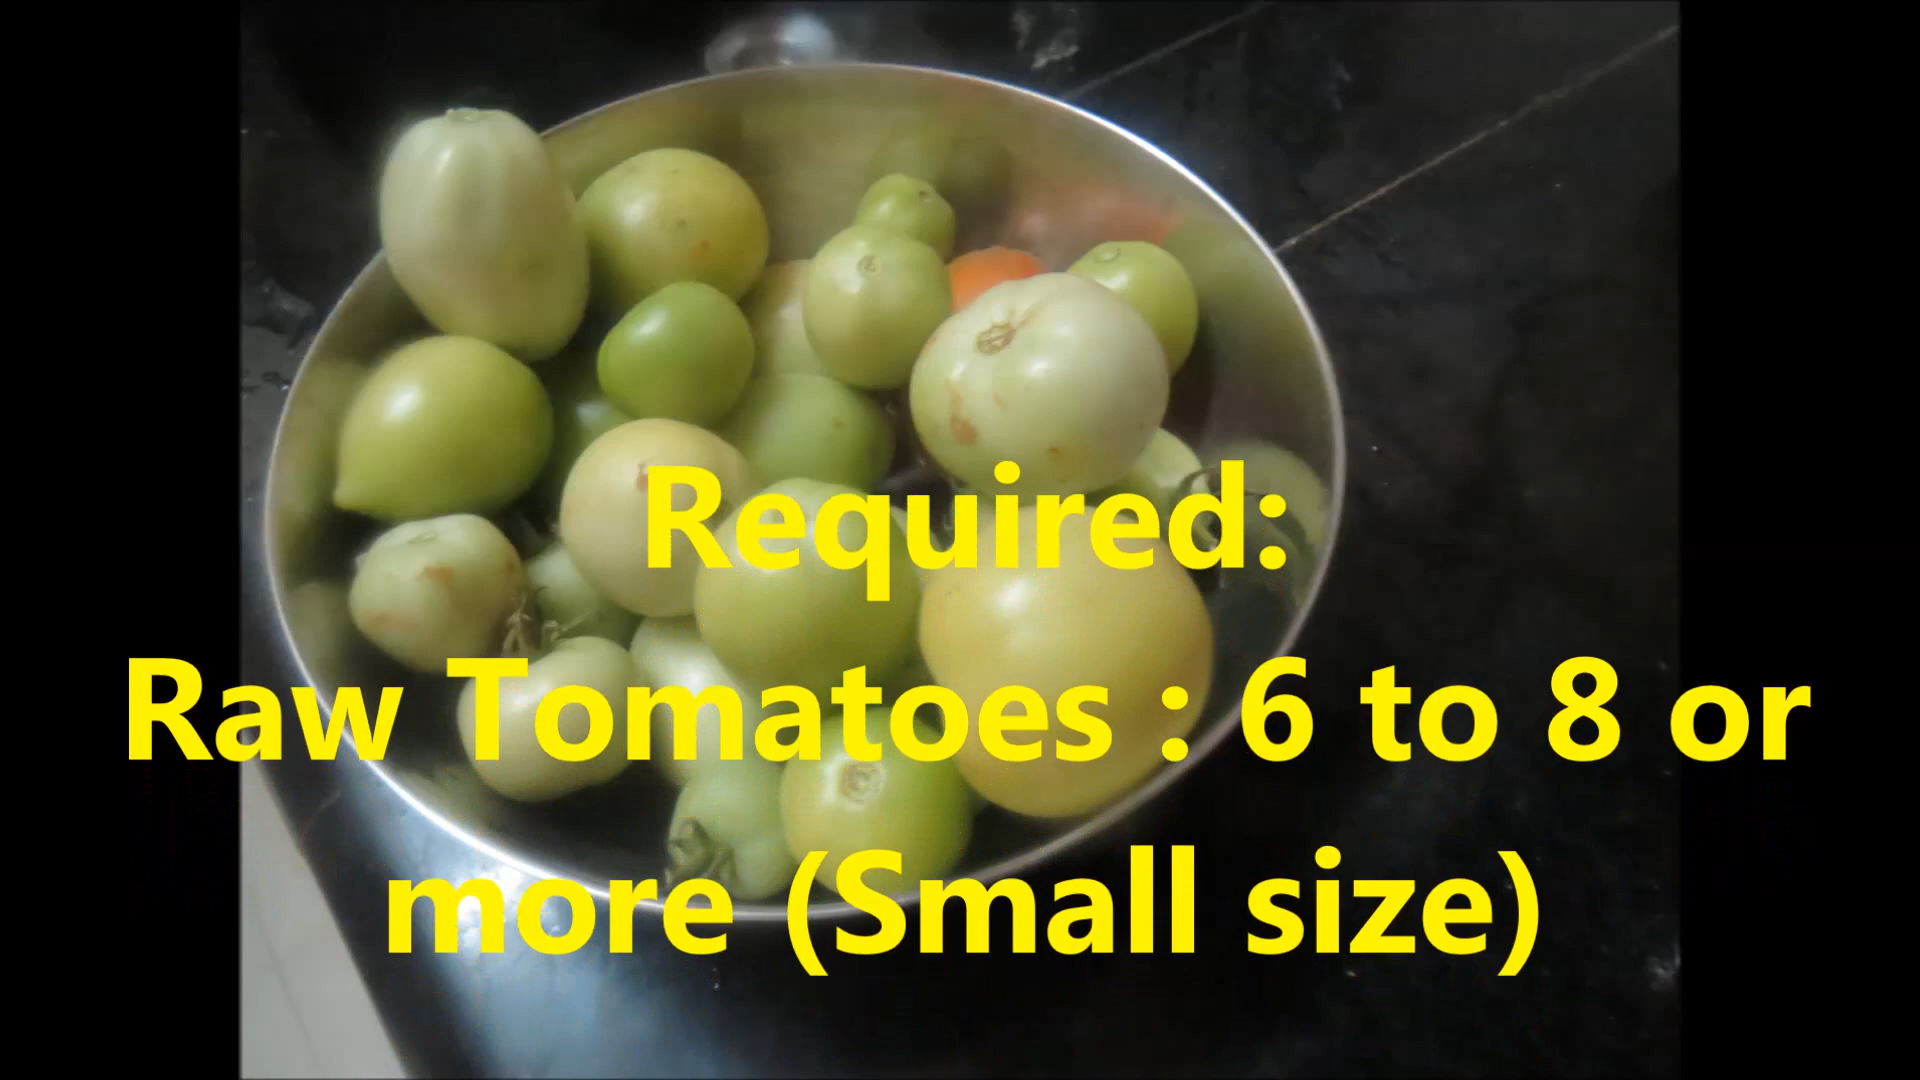 Required:
Raw Tomatoes : 6 to 8 or
more (Small size)